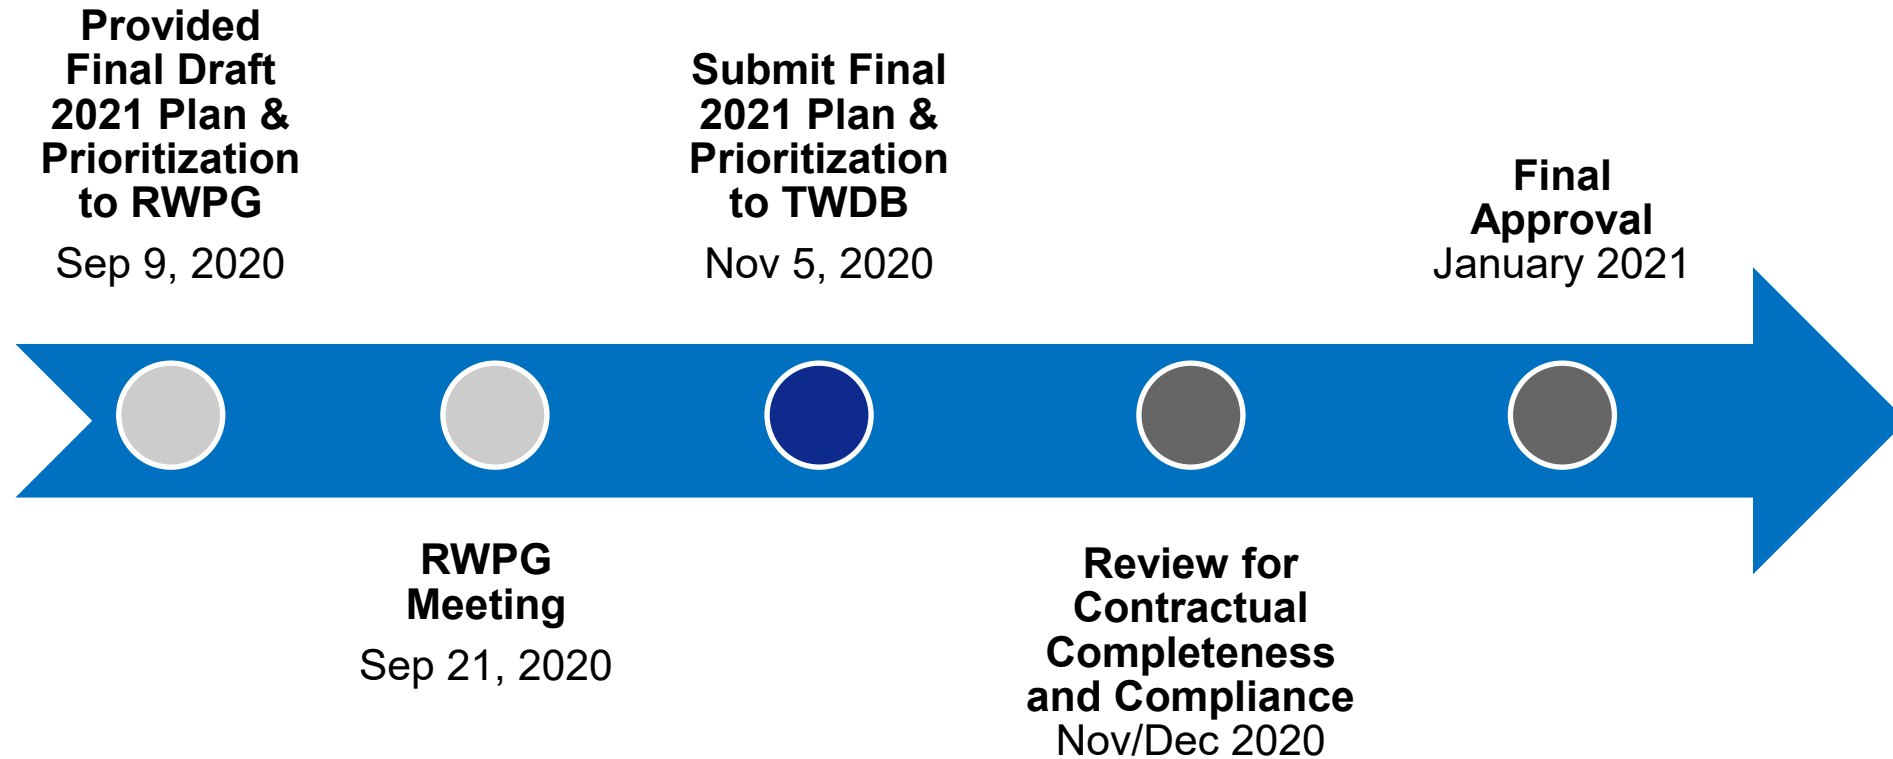 Provided
Final Draft
2021 Plan &
Prioritization
to RWPG
Sep 9, 2020
RWPG
Meeting
Sep 21, 2020
Submit Final
2021 Plan &
Prioritization
to TWDB
Nov 5, 2020
Review for
Contractual
Completeness
and Compliance
Nov/Dec 2020
Final
Approval
January 2021